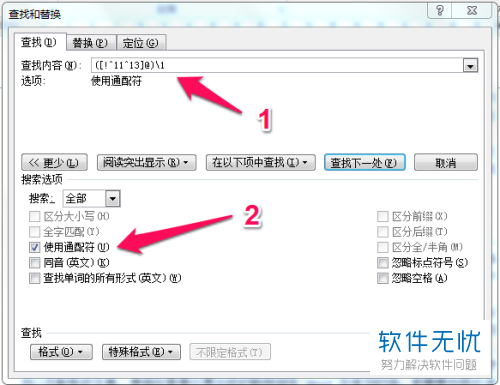 查找和替换
查找(D) 替换(P) 定位(G)
查找内容(N): ([!^11^13]@)\1
选项: 使用通配符
1
<< 更少(L) 阅读突出显示(R) 在以下项中查找(I) 查找下一处(F) 取消
搜索选项
搜索: 全部
2
区分大小写(H) 区分前缀(X)
全字匹配(Y) 区分后缀(T)
使用通配符(U) 区分全/半角(M)
同音(英文)(K) 忽略标点符号(S)
查找单词的所有形式(英文)(W) 忽略空格(A)
查找
格式(O) 特殊格式(E) 不限定格式(T)
软件无忧
努力解决软件问题